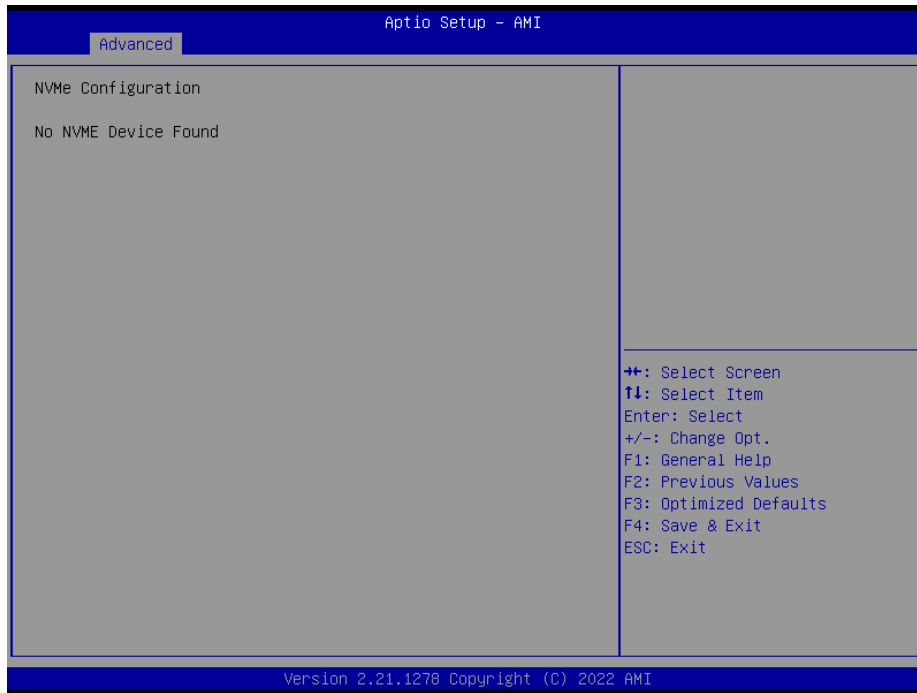 Aptio Setup - AMI
Advanced
NVMe Configuration
No NVME Device Found
→←: Select Screen
↑↓: Select Item
Enter: Select
+/-: Change Opt.
F1: General Help
F2: Previous Values
F3: Optimized Defaults
F4: Save & Exit
ESC: Exit
Version 2.21.1278 Copyright (C) 2022 AMI